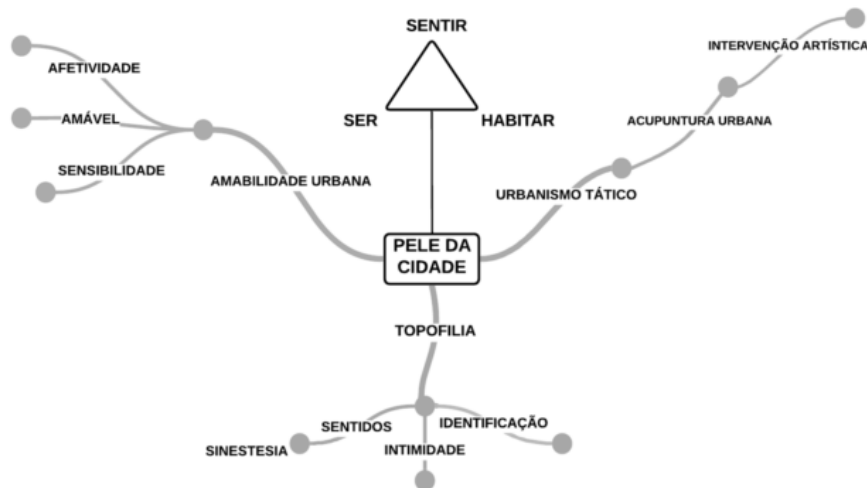 SENTIR
SER
HABITAR
AFETIVIDADE
AMÁVEL
SENSIBILIDADE
AMABILIDADE URBANA
INTERVENÇÃO ARTÍSTICA
ACUPUNTURA URBANA
URBANISMO TÁTICO
PELE DA
CIDADE
TOPOFILIA
SENTIDOS
IDENTIFICAÇÃO
SINESTESIA
INTIMIDADE